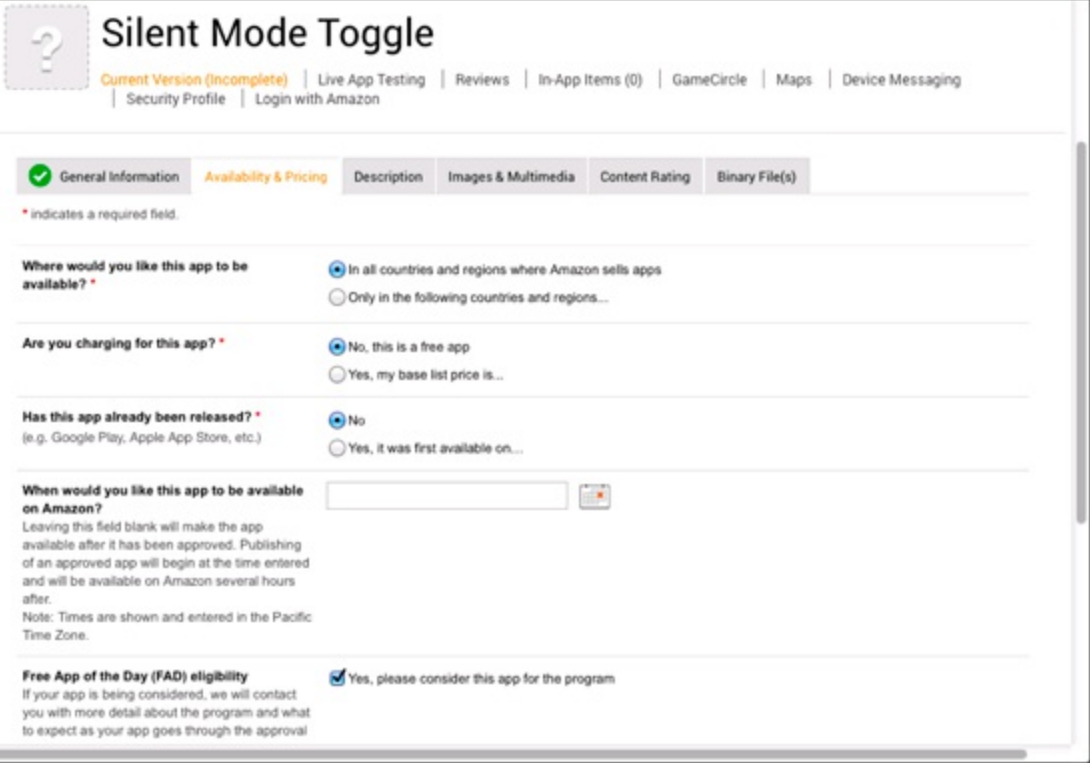 ?
Silent Mode Toggle
Current Version (Incomplete) | Live App Testing | Reviews | In-App Items (0) | GameCircle | Maps | Device Messaging
| Security Profile | Login with Amazon
General Information Availability & Pricing Description Images & Multimedia Content Rating Binary File(s)
* indicates a required field.
Where would you like this app to be
available? *
In all countries and regions where Amazon sells apps
Only in the following countries and regions...
Are you charging for this app? *
No, this is a free app
Yes, my base list price is...
Has this app already been released? *
(e.g. Google Play, Apple App Store, etc.)
No
Yes, it was first available on...
When would you like this app to be available
on Amazon?
Leaving this field blank will make the app
available after it has been approved. Publishing
of an approved app will begin at the time entered
and will be available on Amazon several hours
after.
Note: Times are shown and entered in the Pacific
Time Zone.
Free App of the Day (FAD) eligibility
If your app is being considered, we will contact
you with more detail about the program and what
to expect as your app goes through the approval
Yes, please consider this app for the program